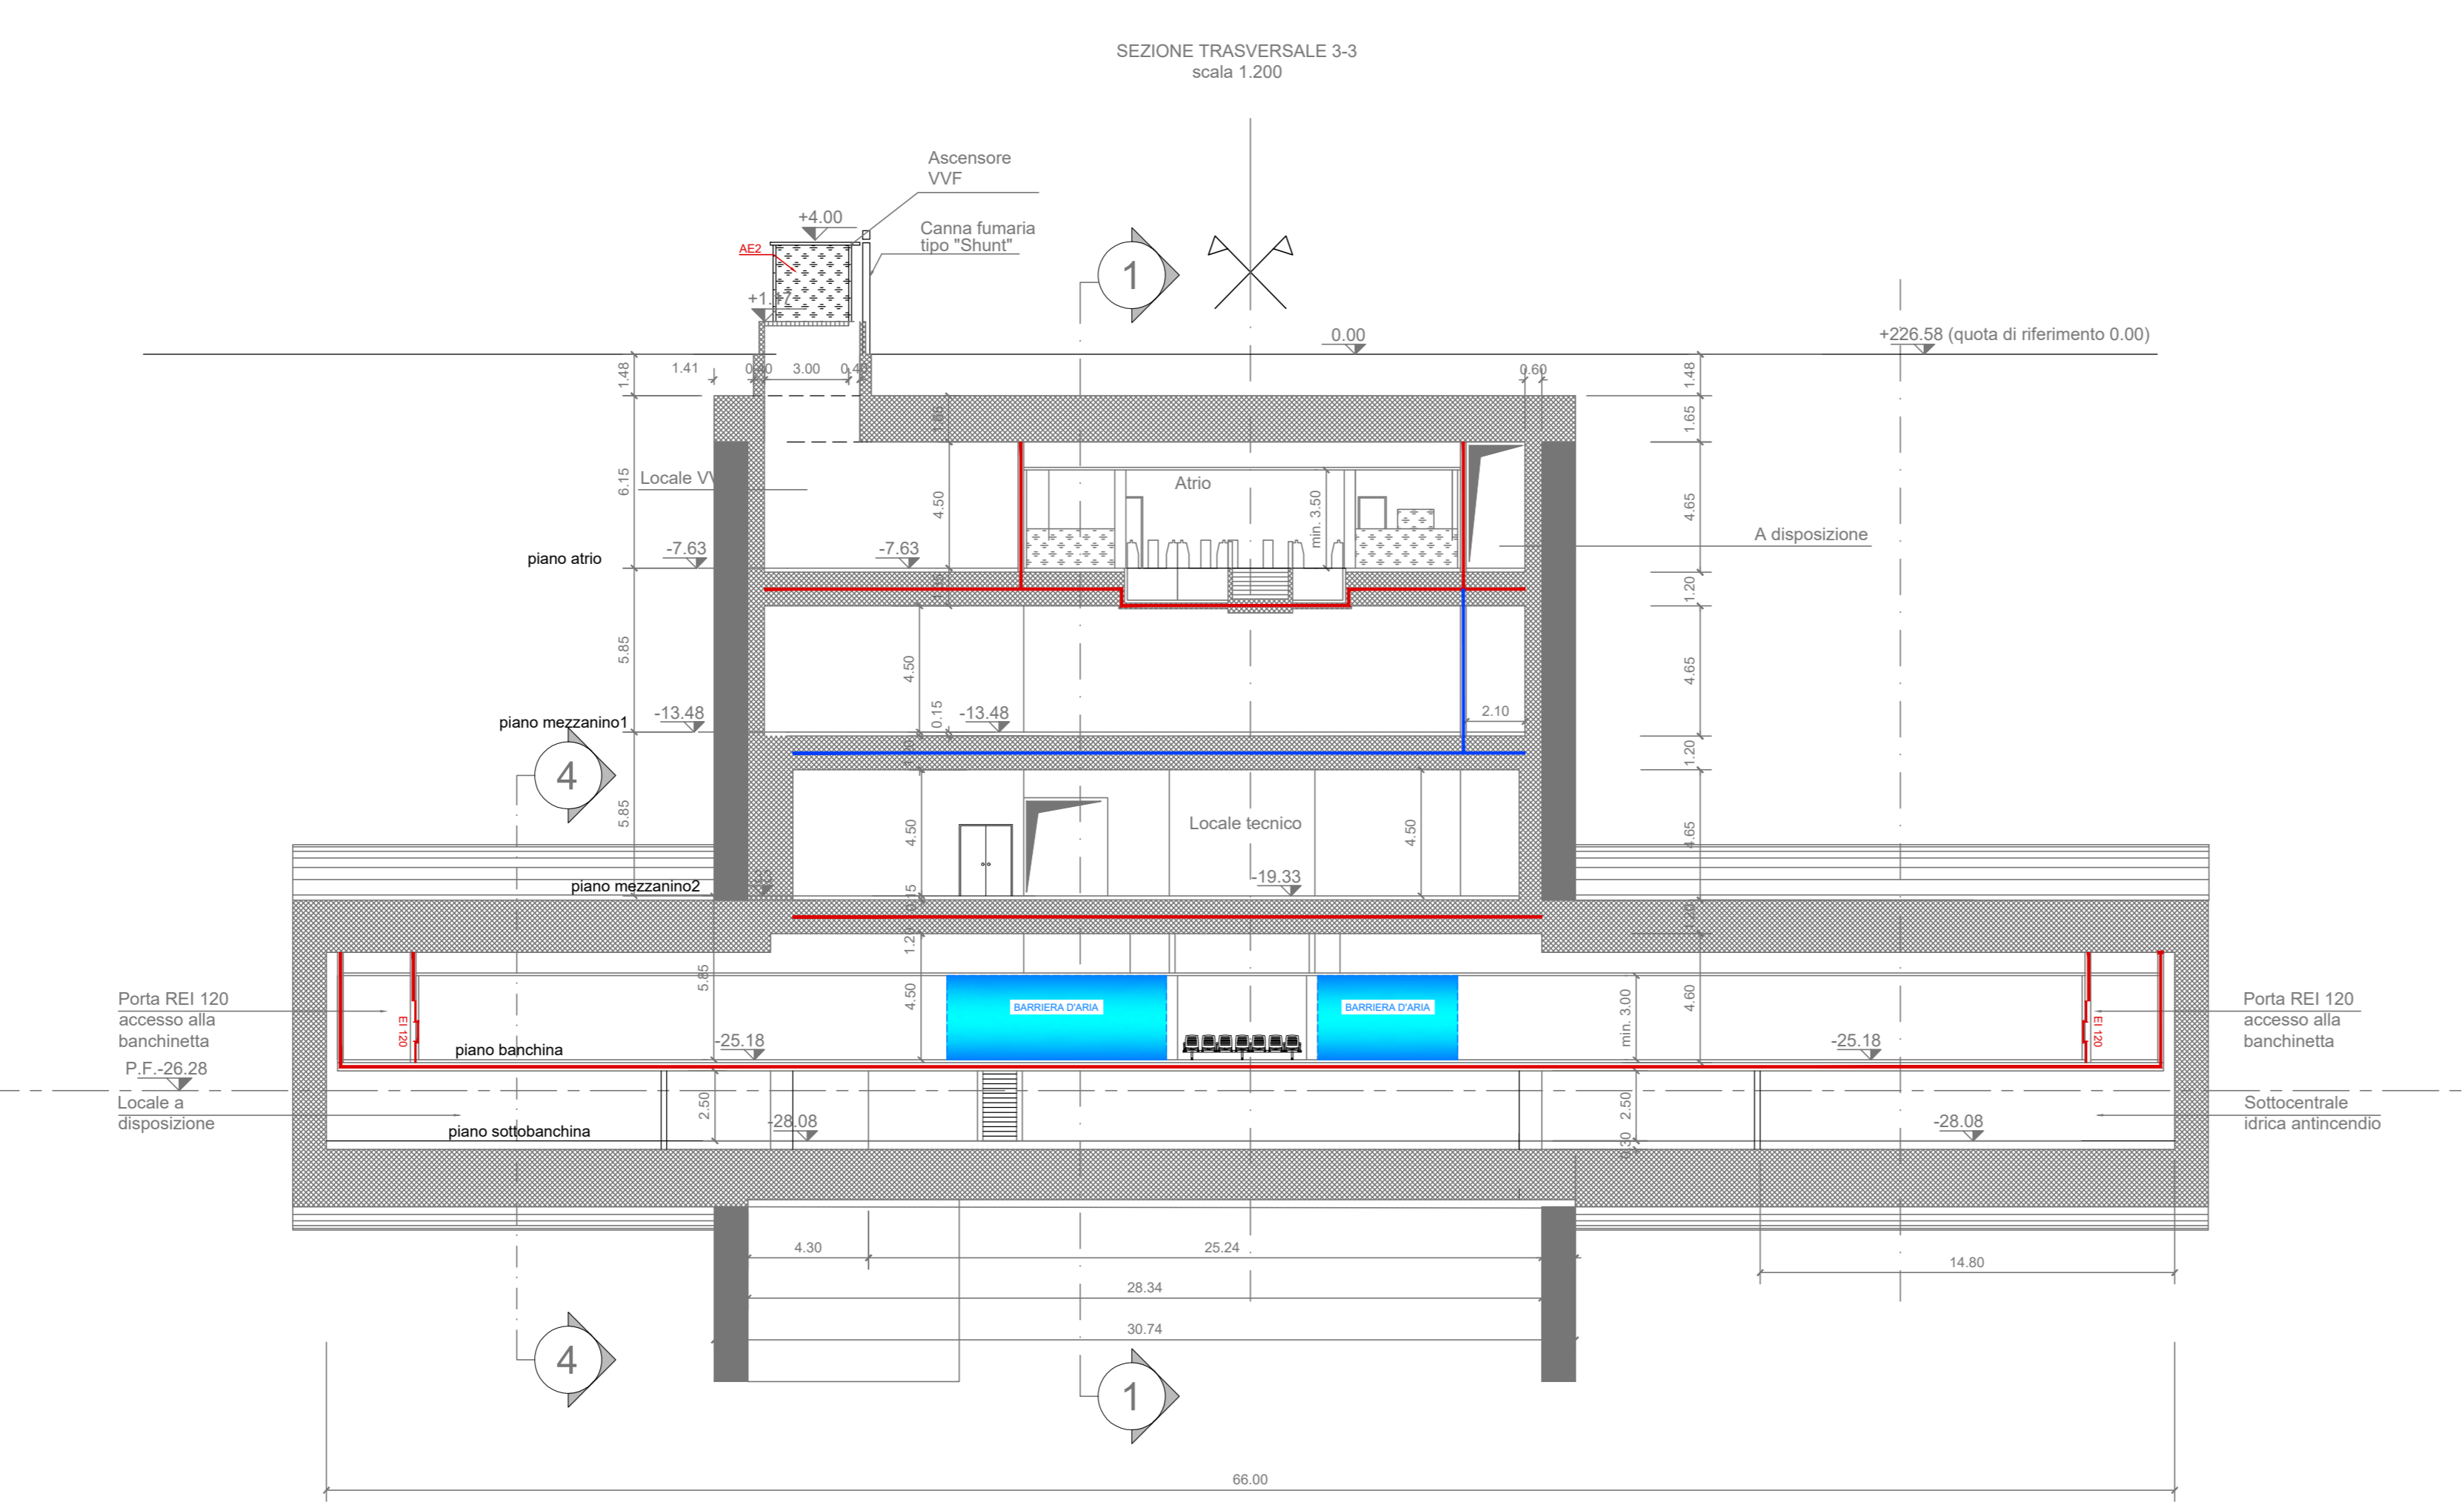 SEZIONE TRASVERSALE 3-3
scala 1.200
Ascensore
VVF
+4.00
Canna fumaria
tipo "Shunt"
AE2
1
0.00
+226.58 (quota di riferimento 0.00)
1.48
1.41
3.00
0.60
1.48
1.65
6.15
Locale
4.50
Atrio
min. 3.50
4.65
A disposizione
piano atrio
-7.63
-7.63
1.20
5.85
4.50
4.65
piano mezzanino1
-13.48
0.15
-13.48
2.10
4
1.20
5.85
4.50
Locale tecnico
4.50
4.65
piano mezzanino2
-19.33
0.15
1.20
1.20
Porta REI 120
accesso alla
banchinetta
EI 120
5.85
4.50
BARRIERA D'ARIA
BARRIERA D'ARIA
min. 3.00
4.60
EI 120
Porta REI 120
accesso alla
banchinetta
piano banchina
-25.18
-25.18
P.F.-26.28
Locale a
disposizione
2.50
2.50
Sottocentrale
idrica antincendio
piano sottobanchina
-28.08
-28.08
0.30
4.30
25.24
14.80
28.34
30.74
4
1
66.00